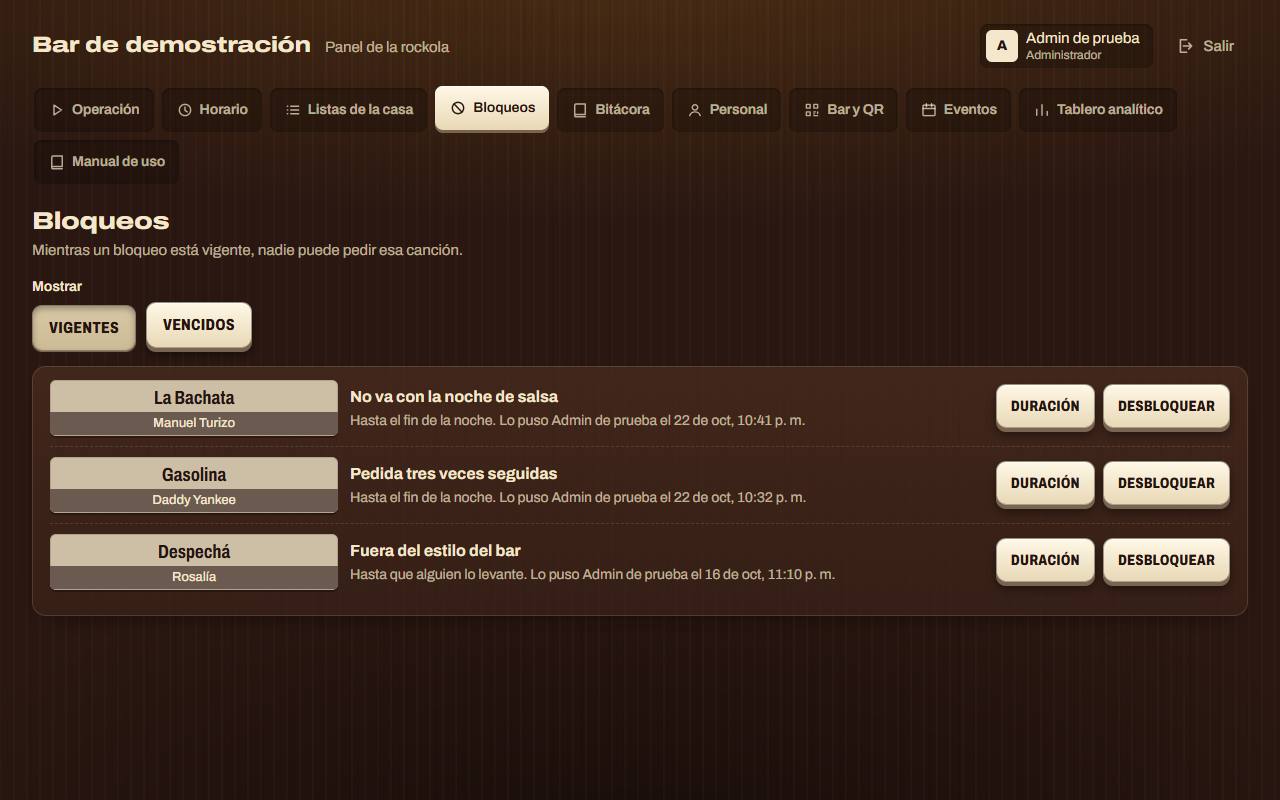 Bar de demostración Panel de la rockola
A Admin de prueba
Administrador
Salir
Operación Horario Listas de la casa Bloqueos Bitácora Personal Bar y QR Eventos Tablero analítico
Manual de uso
Bloqueos
Mientras un bloqueo está vigente, nadie puede pedir esa canción.
Mostrar
VIGENTES VENCIDOS
La Bachata
Manuel Turizo
No va con la noche de salsa
Hasta el fin de la noche. Lo puso Admin de prueba el 22 de oct, 10:41 p. m.
DURACIÓN DESBLOQUEAR
Gasolina
Daddy Yankee
Pedida tres veces seguidas
Hasta el fin de la noche. Lo puso Admin de prueba el 22 de oct, 10:32 p. m.
DURACIÓN DESBLOQUEAR
Despechá
Rosalía
Fuera del estilo del bar
Hasta que alguien lo levante. Lo puso Admin de prueba el 16 de oct, 11:10 p. m.
DURACIÓN DESBLOQUEAR